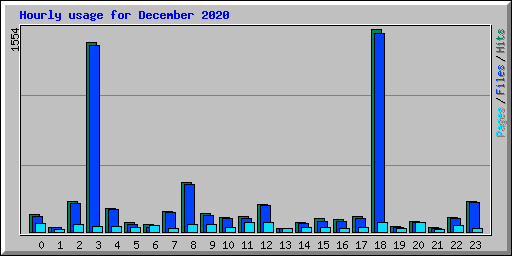 Hourly usage for December 2020
1554
Pages/Files/Hits
0 1 2 3 4 5 6 7 8 9 10 11 12 13 14 15 16 17 18 19 20 21 22 23